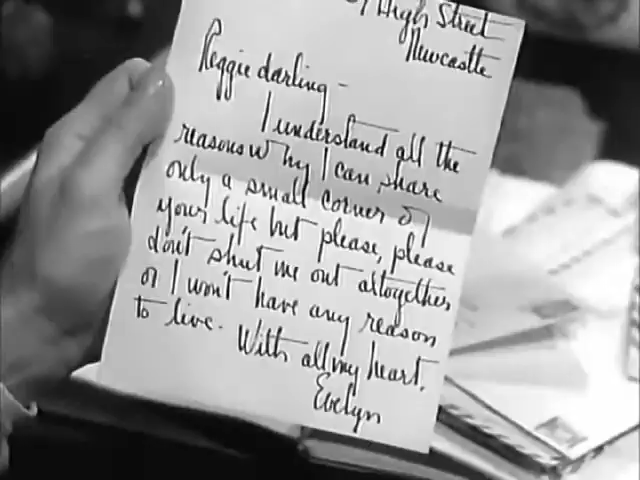 High Street
Newcastle
Reggie darling -
I understand all the
reasons why I can share
only a small corner of
your life but please, please
don't shut me out altogether
or I won't have any reason
to live. With all my heart.
Evelyn